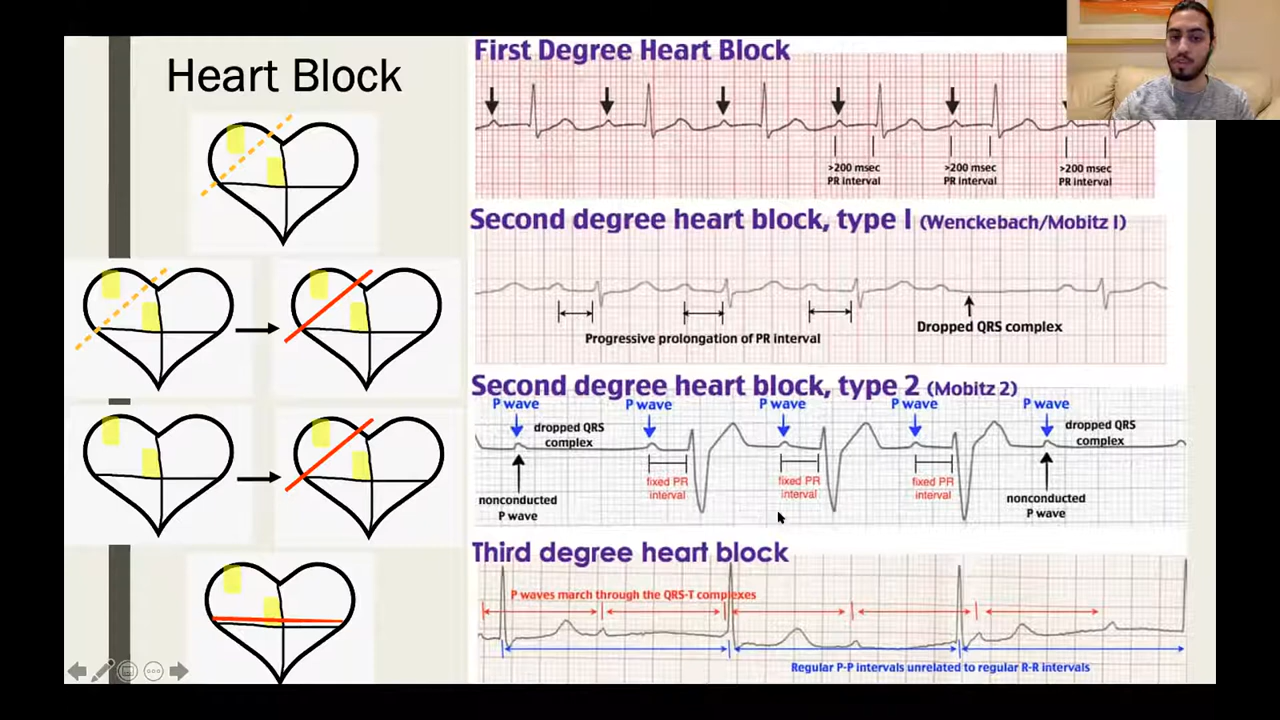 Heart Block
First Degree Heart Block
>200 msec
PR interval
>200 msec
PR interval
>200 msec
PR interval
Second degree heart block, type I (Wenckebach/Mobitz I)
Progressive prolongation of PR interval
Dropped QRS complex
Second degree heart block, type 2 (Mobitz 2)
P wave
P wave
P wave
P wave
P wave
dropped QRS
complex
dropped QRS
complex
fixed PR
interval
fixed PR
interval
fixed PR
interval
nonconducted
P wave
nonconducted
P wave
Third degree heart block
P waves march through the QRS-T complexes
Regular P-P intervals unrelated to regular R-R intervals